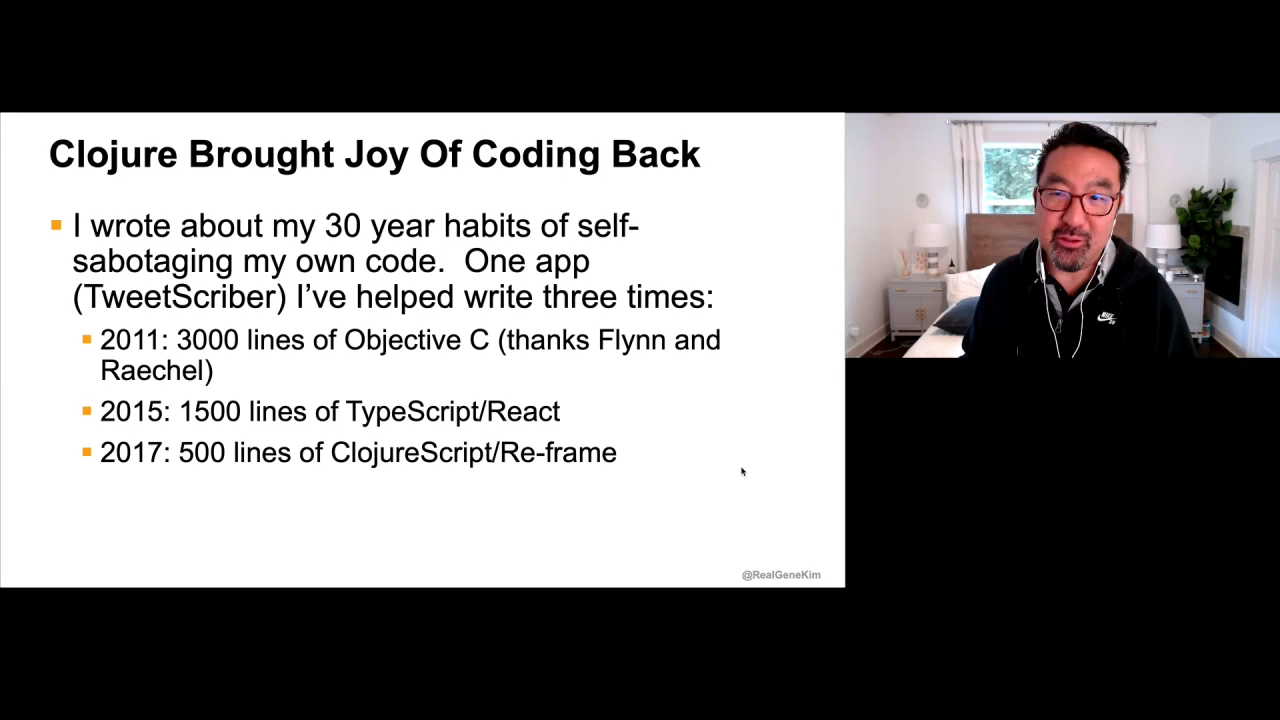 Clojure Brought Joy Of Coding Back
I wrote about my 30 year habits of self-
sabotaging my own code.  One app
(TweetScriber) I've helped write three times:
2011: 3000 lines of Objective C (thanks Flynn and
Raechel)
2015: 1500 lines of TypeScript/React
2017: 500 lines of ClojureScript/Re-frame
@RealGeneKim